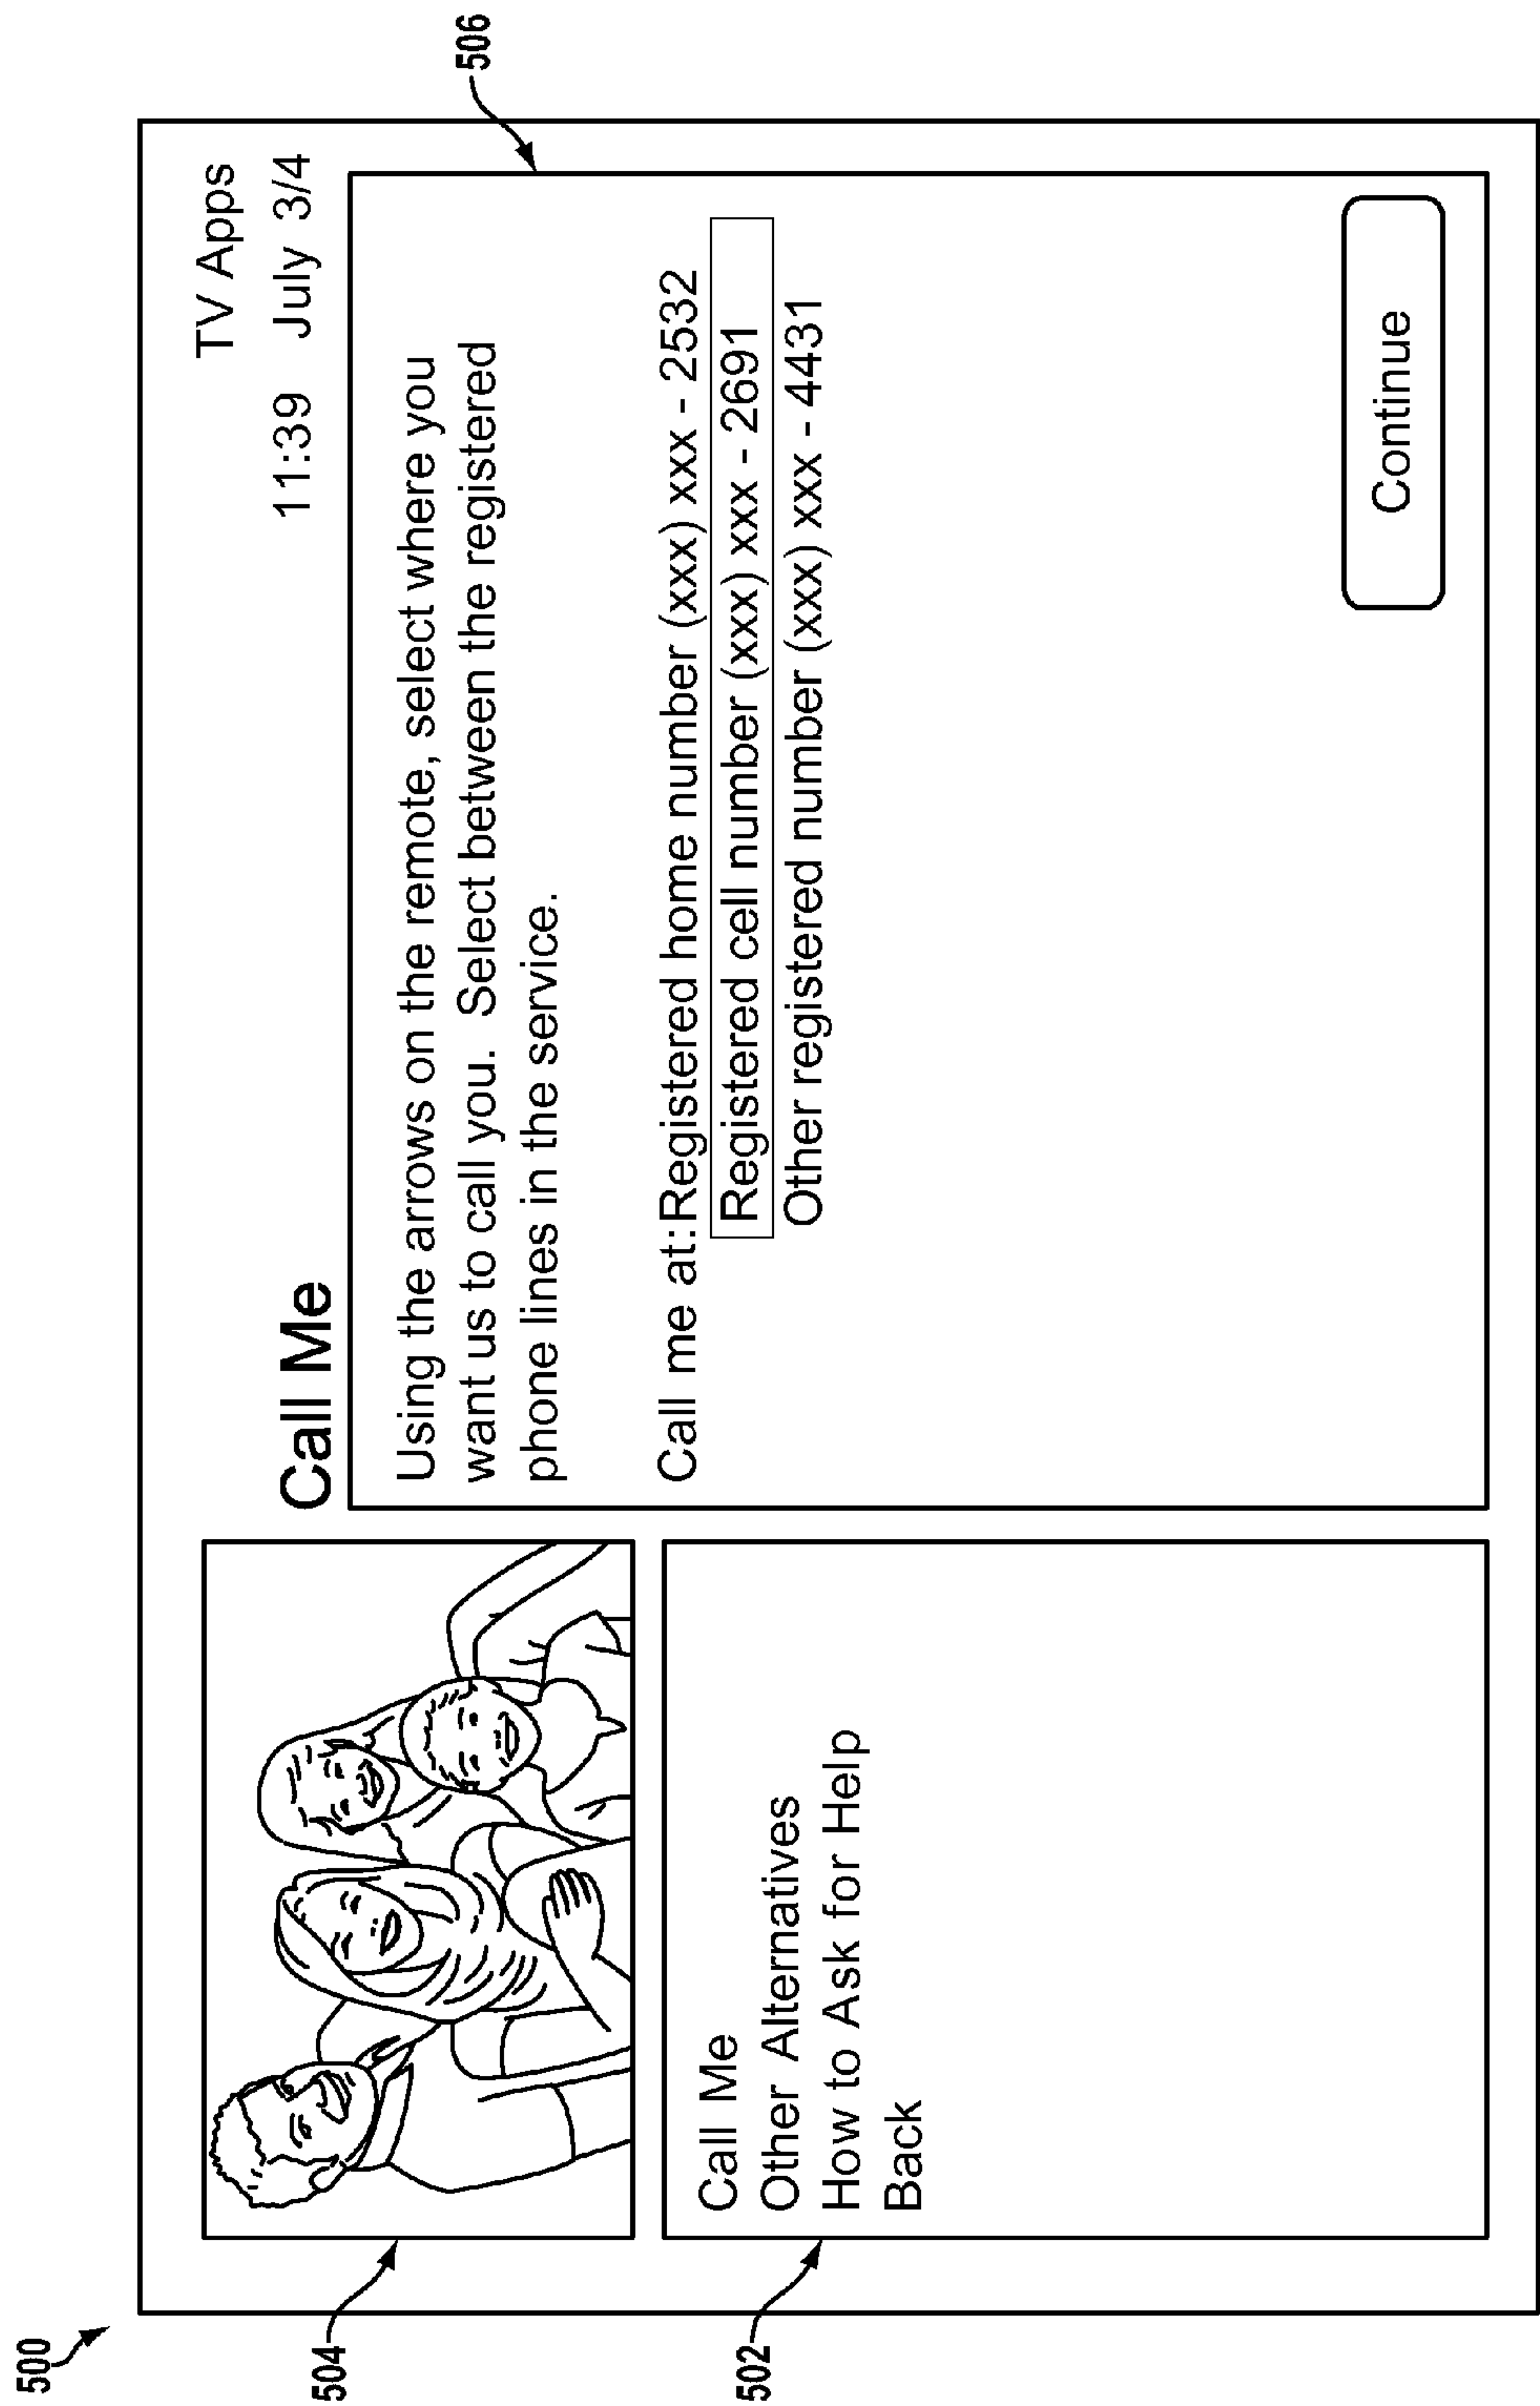 500
TV Apps
11:39 July 3/4
Call Me
504
506
Using the arrows on the remote, select where you
want us to call you. Select between the registered
phone lines in the service.
Call me at:Registered home number (xxx) xxx - 2532
Registered cell number (xxx) xxx - 2691
Other registered number (xxx) xxx - 4431
Continue
502
Call Me
Other Alternatives
How to Ask for Help
Back